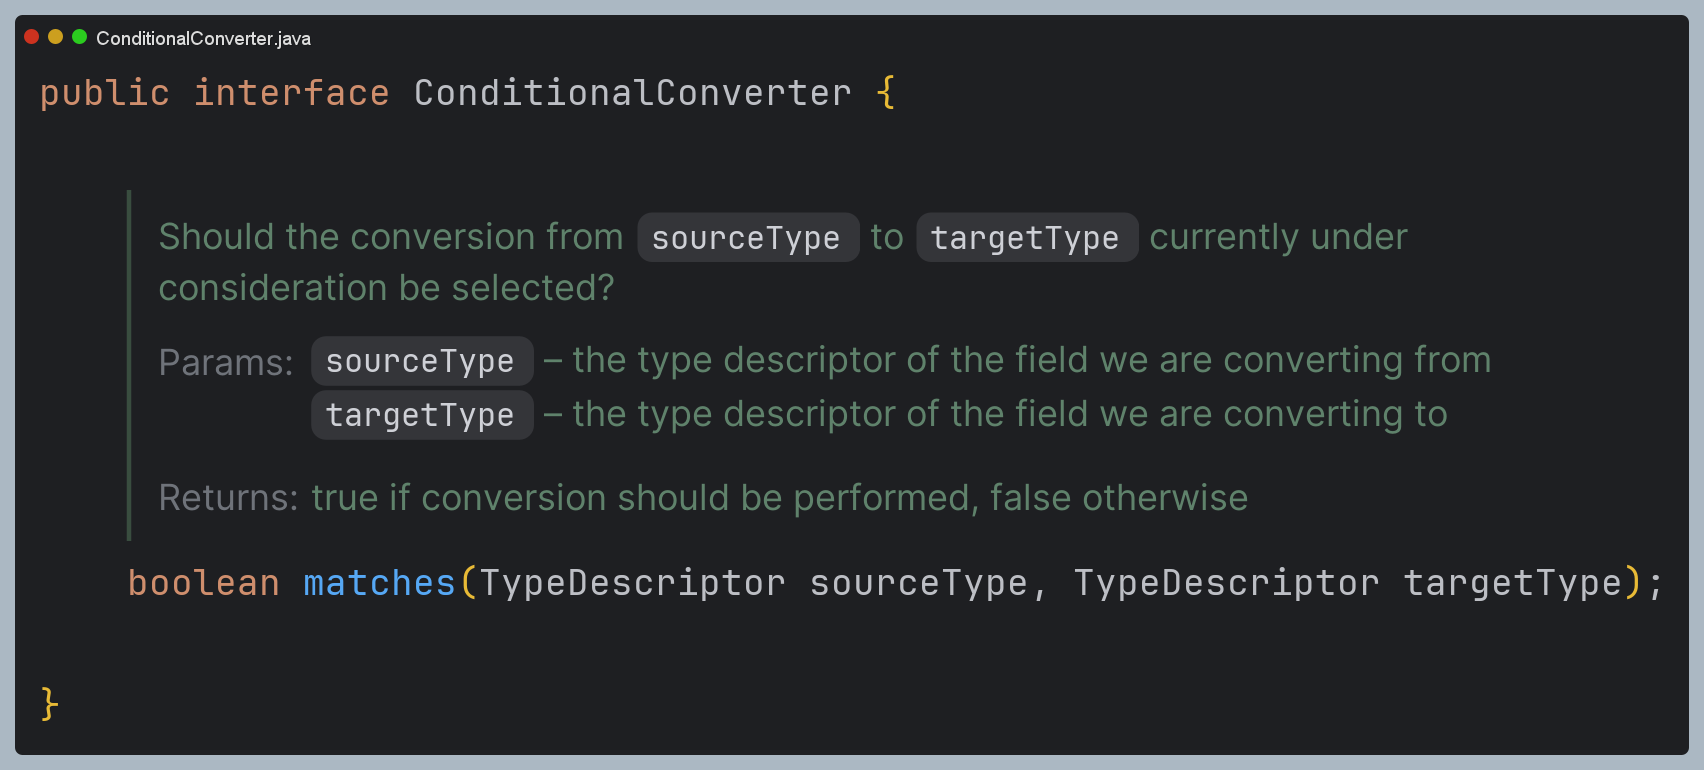 ConditionalConverter.java
public interface ConditionalConverter {
Should the conversion from sourceType to targetType currently under
consideration be selected?
Params: sourceType – the type descriptor of the field we are converting from
targetType – the type descriptor of the field we are converting to
Returns: true if conversion should be performed, false otherwise
boolean matches(TypeDescriptor sourceType, TypeDescriptor targetType);
}